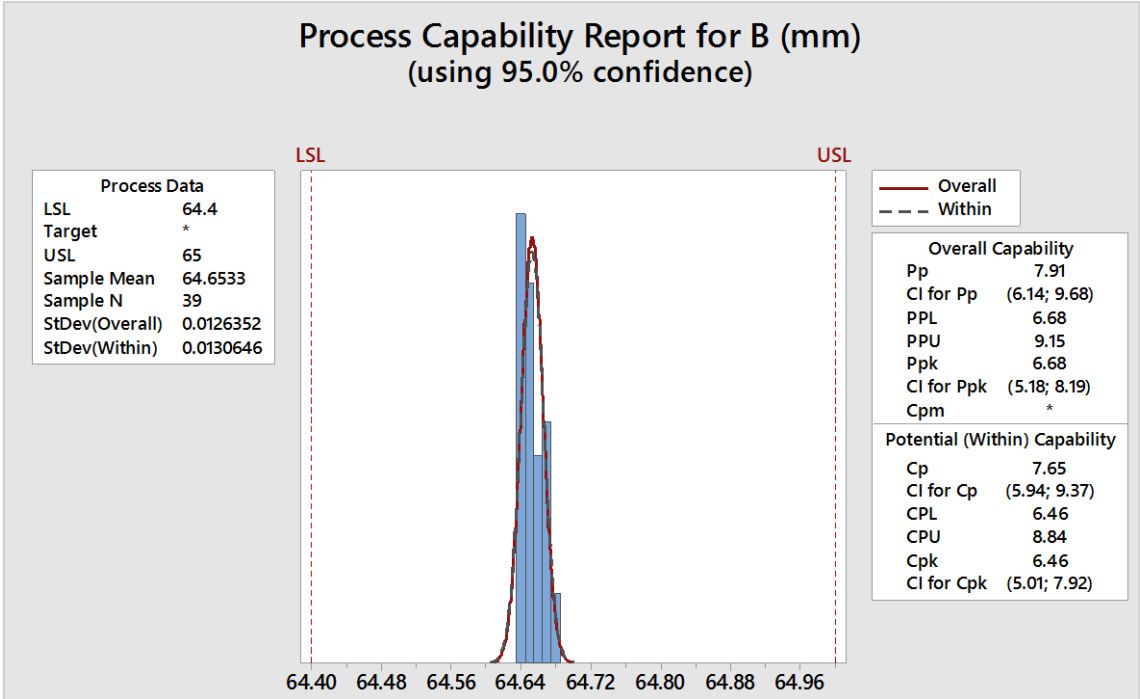 Process Capability Report for B (mm)
(using 95.0% confidence)
LSL USL
Process Data
LSL 64.4
Target *
USL 65
Sample Mean 64.6533
Sample N 39
StDev(Overall) 0.0126352
StDev(Within) 0.0130646
Overall
Within
Overall Capability
Pp 7.91
CI for Pp (6.14; 9.68)
PPL 6.68
PPU 9.15
Ppk 6.68
CI for Ppk (5.18; 8.19)
Cpm *
Potential (Within) Capability
Cp 7.65
CI for Cp (5.94; 9.37)
CPL 6.46
CPU 8.84
Cpk 6.46
CI for Cpk (5.01; 7.92)
64.40 64.48 64.56 64.64 64.72 64.80 64.88 64.96